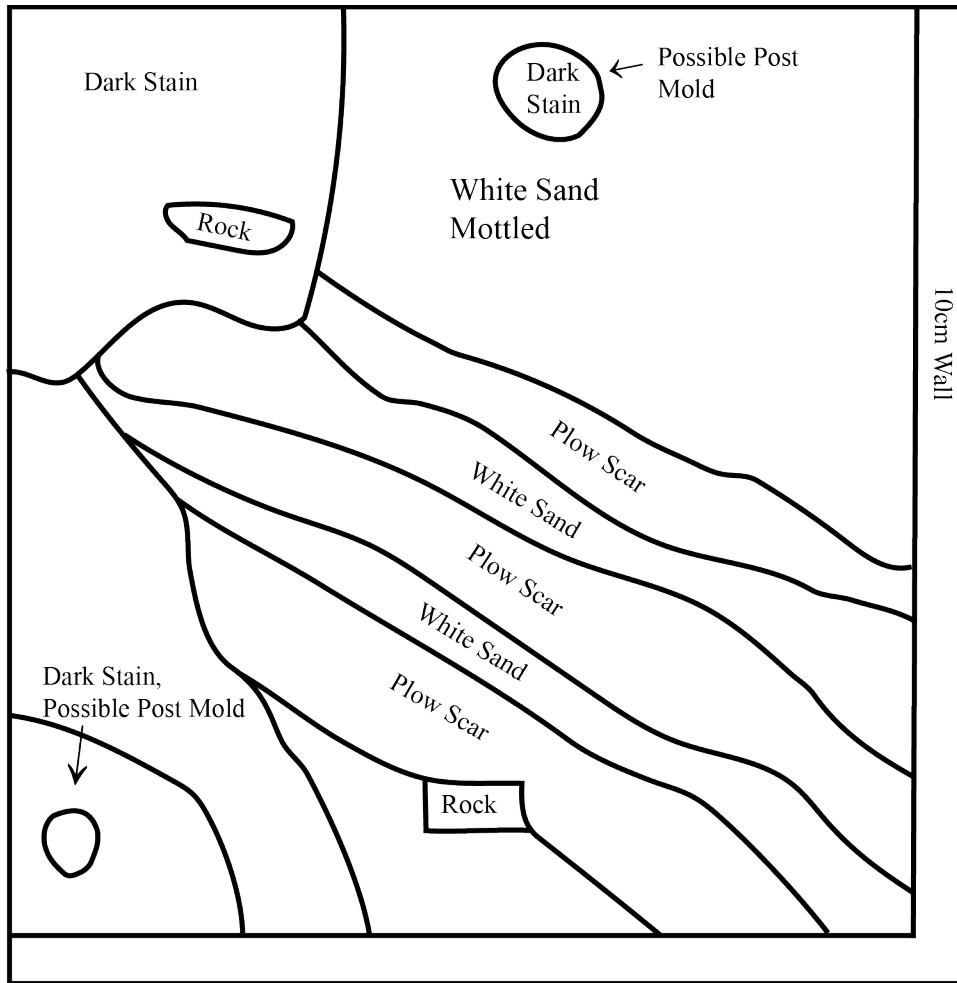 Dark Stain
Dark
Stain
Possible Post
Mold
Rock
White Sand
Mottled
10cm Wall
Plow Scar
White Sand
Plow Scar
White Sand
Plow Scar
Dark Stain,
Possible Post Mold
Rock